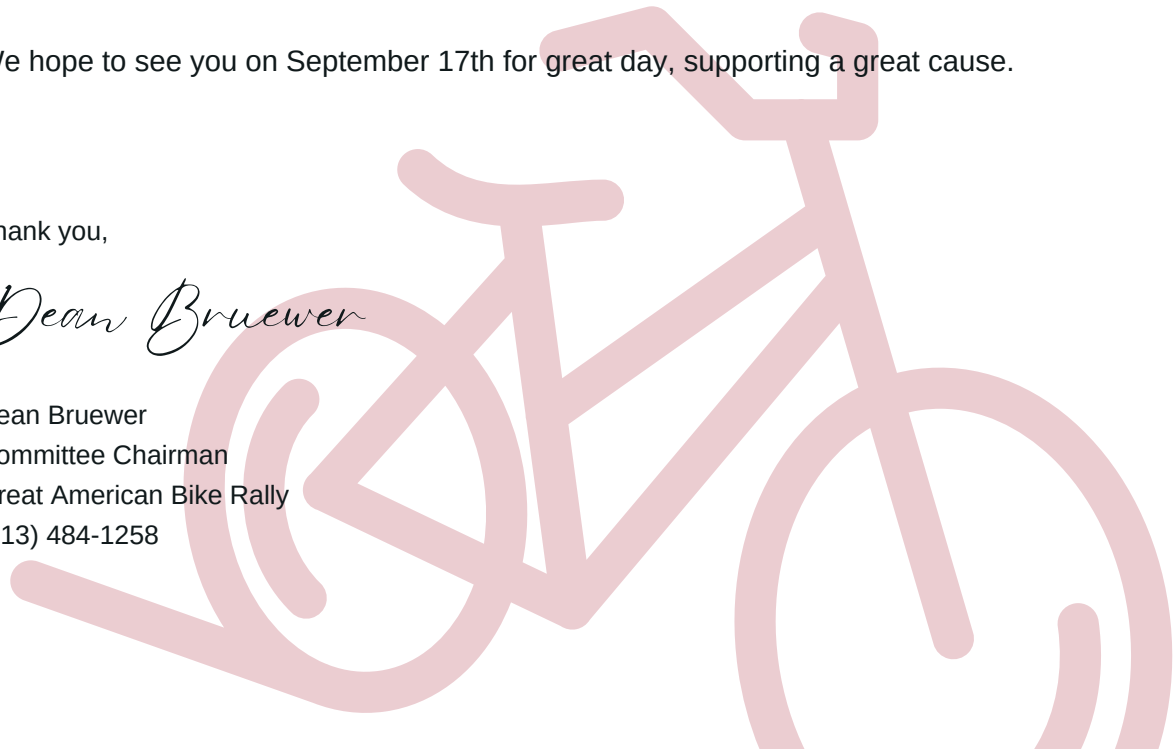 e hope to see you on September 17th for great day, supporting a great cause.
hank you,
Dean Bruewer
ean Bruewer
ommittee Chairman
reat American Bike Rally
13) 484-1258